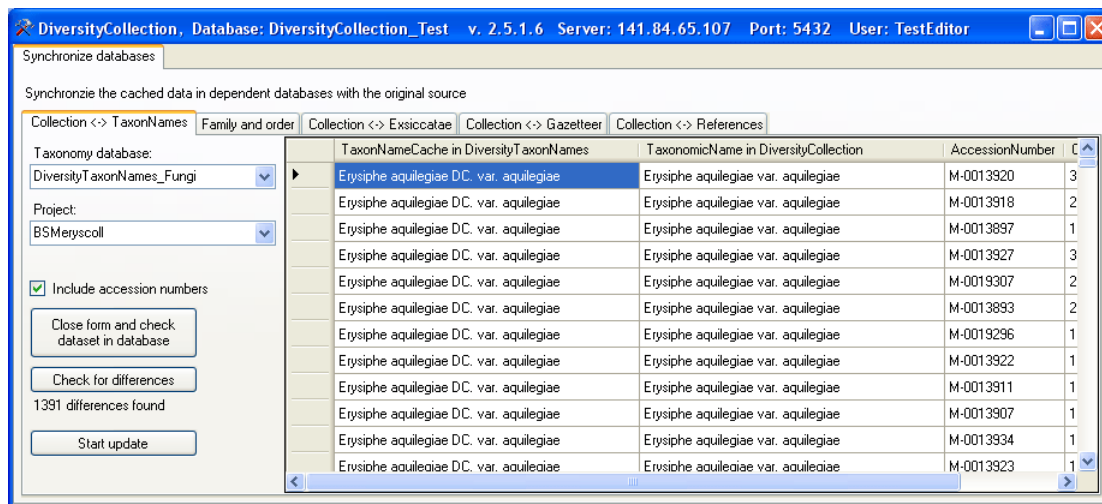 DiversityCollection, Database: DiversityCollection_Test v. 2.5.1.6 Server: 141.84.65.107 Port: 5432 User: TestEditor
Synchronize databases
Synchronzie the cached data in dependent databases with the original source
Collection <-> TaxonNames Family and order Collection <-> Exsiccatae Collection <-> Gazetteer Collection <-> References
Taxonomy database:
DiversityTaxonNames_Fungi
Project:
BSMeryscoll
Include accession numbers
Close form and check
dataset in database
Check for differences
1391 differences found
Start update
TaxonNameCache in DiversityTaxonNames TaxonomicName in DiversityCollection AccessionNumber
Erysiphe aquilegiae DC. var. aquilegiae Erysiphe aquilegiae var. aquilegiae M-0013920 3
Erysiphe aquilegiae DC. var. aquilegiae Erysiphe aquilegiae var. aquilegiae M-0013918 2
Erysiphe aquilegiae DC. var. aquilegiae Erysiphe aquilegiae var. aquilegiae M-0013897 1
Erysiphe aquilegiae DC. var. aquilegiae Erysiphe aquilegiae var. aquilegiae M-0013927 3
Erysiphe aquilegiae DC. var. aquilegiae Erysiphe aquilegiae var. aquilegiae M-0019307 2
Erysiphe aquilegiae DC. var. aquilegiae Erysiphe aquilegiae var. aquilegiae M-0013893 2
Erysiphe aquilegiae DC. var. aquilegiae Erysiphe aquilegiae var. aquilegiae M-0019296 1
Erysiphe aquilegiae DC. var. aquilegiae Erysiphe aquilegiae var. aquilegiae M-0013922 1
Erysiphe aquilegiae DC. var. aquilegiae Erysiphe aquilegiae var. aquilegiae M-0013911 1
Erysiphe aquilegiae DC. var. aquilegiae Erysiphe aquilegiae var. aquilegiae M-0013907 1
Erysiphe aquilegiae DC. var. aquilegiae Erysiphe aquilegiae var. aquilegiae M-0013934 1
Erysiphe aquilegiae DC. var. aquilegiae Erysiphe aquilegiae var. aquilegiae M-0013923 1